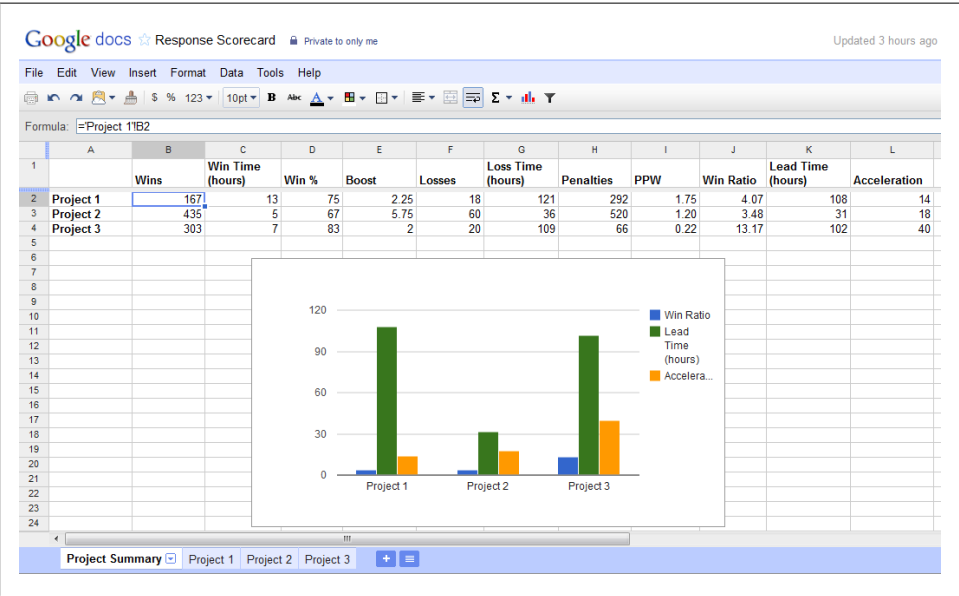 Google docs ☆ Response Scorecard Private to only me Updated 3 hours ago
File Edit View Insert Format Data Tools Help
$ % 123 10pt B Abc A Σ
Formula: ='Project 1'!B2
A B C D E F G H I J K L
1 Wins Win Time (hours) Win % Boost Losses Loss Time (hours) Penalties PPW Win Ratio Lead Time (hours) Acceleration
2 Project 1 167 13 75 2.25 18 121 292 1.75 4.07 108 14
3 Project 2 435 5 67 5.75 60 36 520 1.20 3.48 31 18
4 Project 3 303 7 83 2 20 109 66 0.22 13.17 102 40
5
6
7
8
9
10
11
12
13
14
15
16
17
18
19
20
21
22
23
24
120
90
60
30
0
Project 1 Project 2 Project 3
Win Ratio
Lead
Time
(hours)
Accelera...
Project Summary Project 1 Project 2 Project 3 +